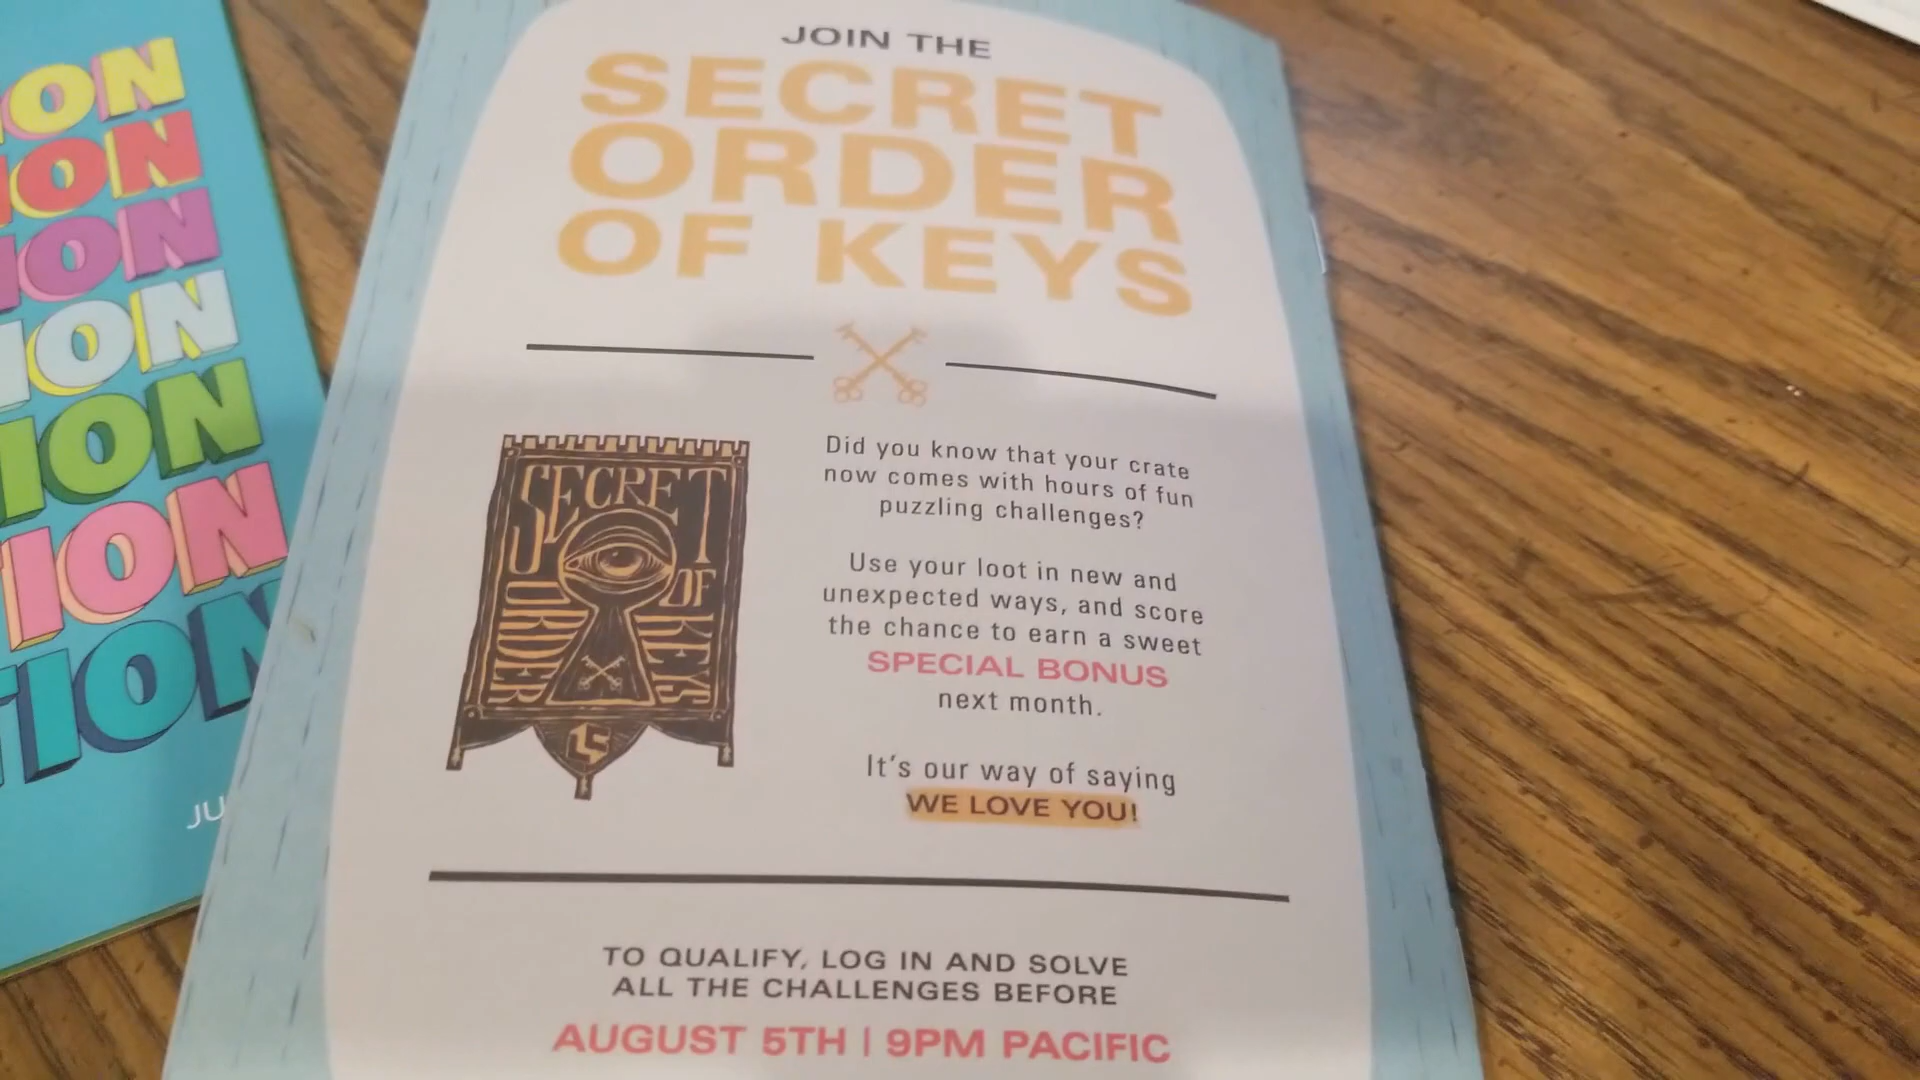 ION
ION
ION
ION
ION
ION
TION
JU
JOIN THE
SECRET
ORDER
OF KEYS
SECRET
ORDER
OF
KEYS
Did you know that your crate
now comes with hours of fun
puzzling challenges?
Use your loot in new and
unexpected ways, and score
the chance to earn a sweet
SPECIAL BONUS
next month.
It's our way of saying
WE LOVE YOU!
TO QUALIFY, LOG IN AND SOLVE
ALL THE CHALLENGES BEFORE
AUGUST 5TH | 9PM PACIFIC